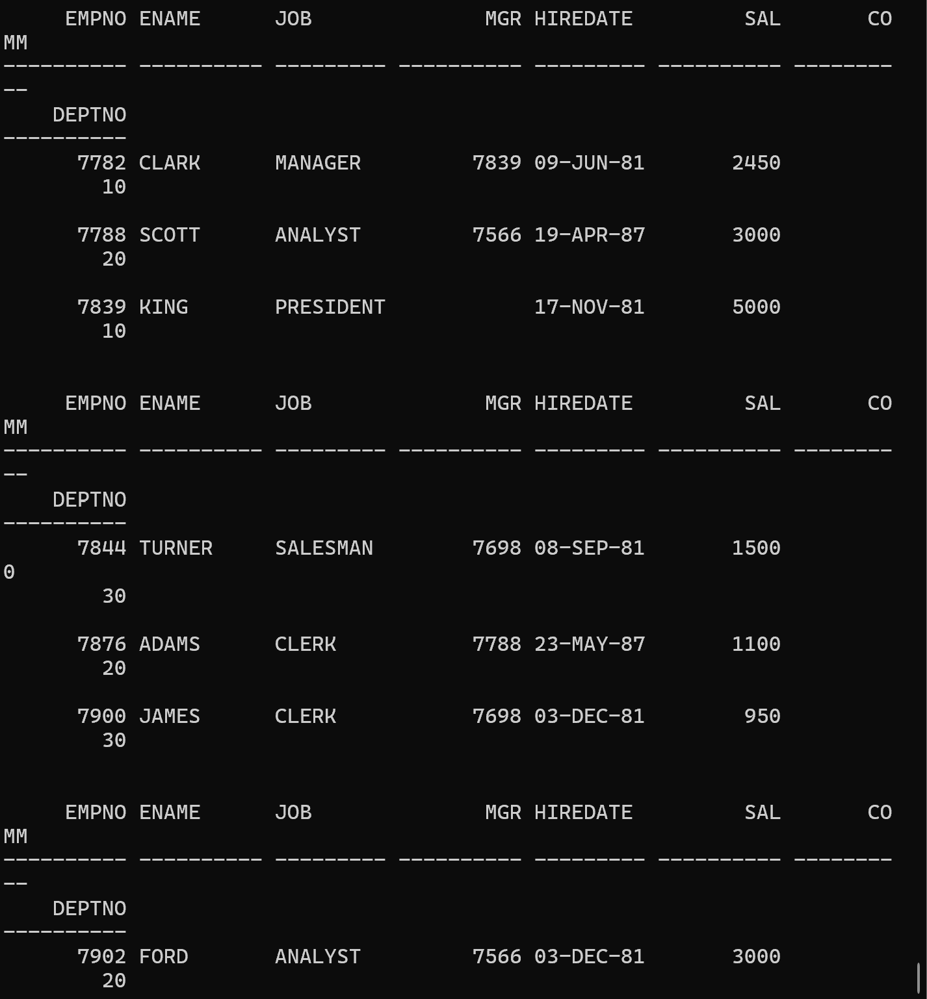 EMPNO ENAME      JOB              MGR HIREDATE         SAL       CO
MM
---------- ---------- --------- ---------- --------- ---------- --------
--
    DEPTNO
----------
      7782 CLARK      MANAGER         7839 09-JUN-81       2450
        10

      7788 SCOTT      ANALYST         7566 19-APR-87       3000
        20

      7839 KING       PRESIDENT            17-NOV-81       5000
        10


     EMPNO ENAME      JOB              MGR HIREDATE         SAL       CO
MM
---------- ---------- --------- ---------- --------- ---------- --------
--
    DEPTNO
----------
      7844 TURNER     SALESMAN        7698 08-SEP-81       1500
0
        30

      7876 ADAMS      CLERK           7788 23-MAY-87       1100
        20

      7900 JAMES      CLERK           7698 03-DEC-81        950
        30


     EMPNO ENAME      JOB              MGR HIREDATE         SAL       CO
MM
---------- ---------- --------- ---------- --------- ---------- --------
--
    DEPTNO
----------
      7902 FORD       ANALYST         7566 03-DEC-81       3000
        20